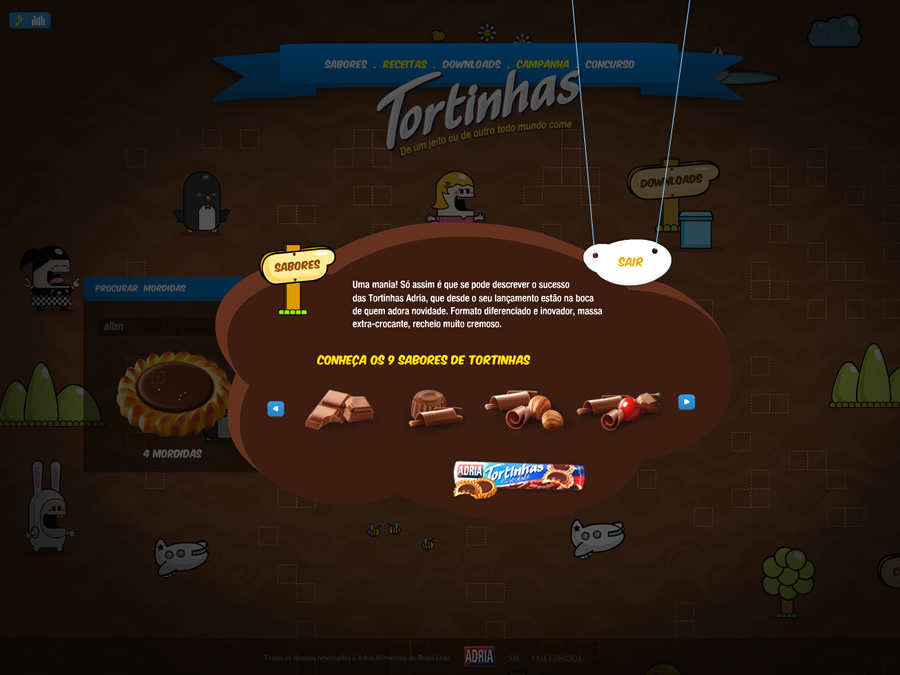 SABORES . RECEITAS . DOWNLOADS . CAMPANHA . CONCURSO
Tortinhas
De um jeito ou de outro todo mundo come
DOWNLOADS
SABORES
SAIR
PROCURAR MORDIDAS
allan
4 MORDIDAS
Uma mania! Só assim é que se pode descrever o sucesso
das Tortinhas Adria, que desde o seu lançamento estão na boca
de quem adora novidade. Formato diferenciado e inovador, massa
extra-crocante, recheio muito cremoso.
CONHEÇA OS 9 SABORES DE TORTINHAS
ADRIA
Tortinhas
Chocolate
Todos os direitos reservados à Adria Alimentos do Brasil Ltda.
ADRIA
SAC
FALE CONOSCO